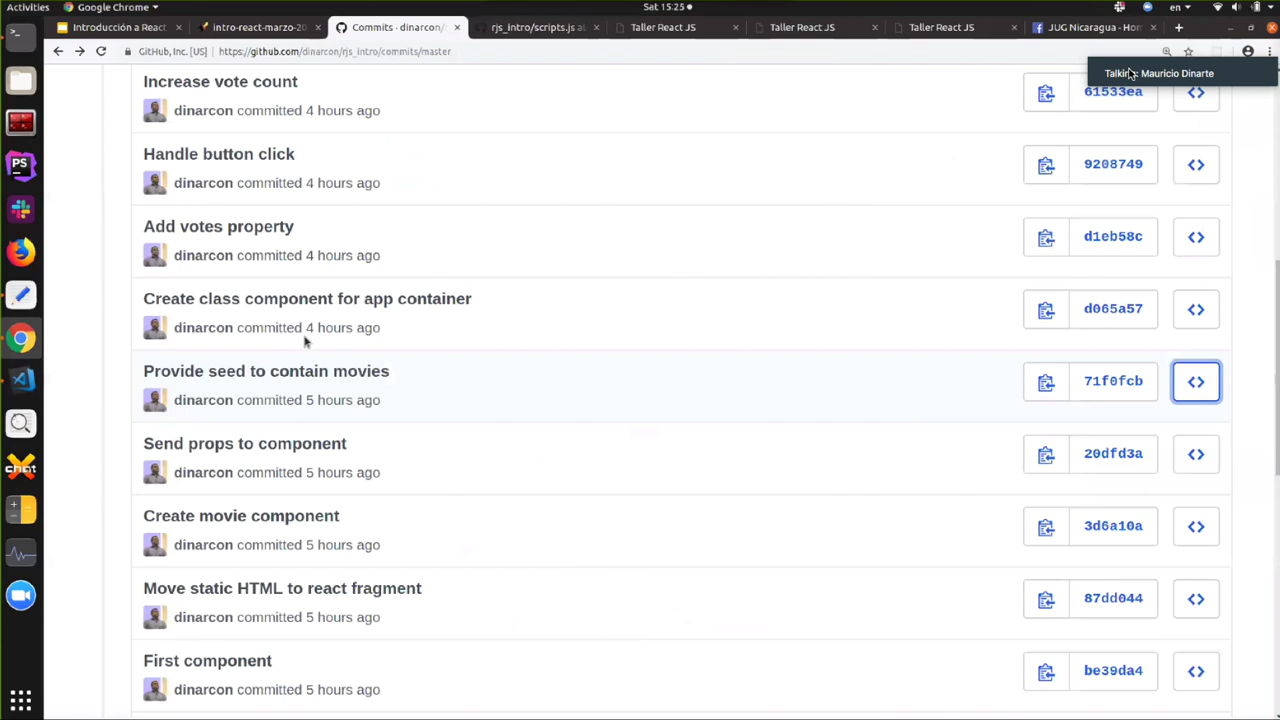 Activities
Google Chrome
Sat 15:25
en
Introducción a React
intro-react-marzo-20
Commits · dinarcon/
rjs_intro/scripts.js at
Taller React JS
Taller React JS
Taller React JS
JUG Nicaragua - Hom
GitHub, Inc. [US]
https://github.com/dinarcon/rjs_intro/commits/master
Talking: Mauricio Dinarte
Increase vote count
61533ea
dinarcon committed 4 hours ago
Handle button click
9208749
dinarcon committed 4 hours ago
Add votes property
d1eb58c
dinarcon committed 4 hours ago
Create class component for app container
d065a57
dinarcon committed 4 hours ago
Provide seed to contain movies
71f0fcb
dinarcon committed 5 hours ago
Send props to component
20dfd3a
dinarcon committed 5 hours ago
Create movie component
3d6a10a
dinarcon committed 5 hours ago
Move static HTML to react fragment
87dd044
dinarcon committed 5 hours ago
First component
be39da4
dinarcon committed 5 hours ago
PS
chat